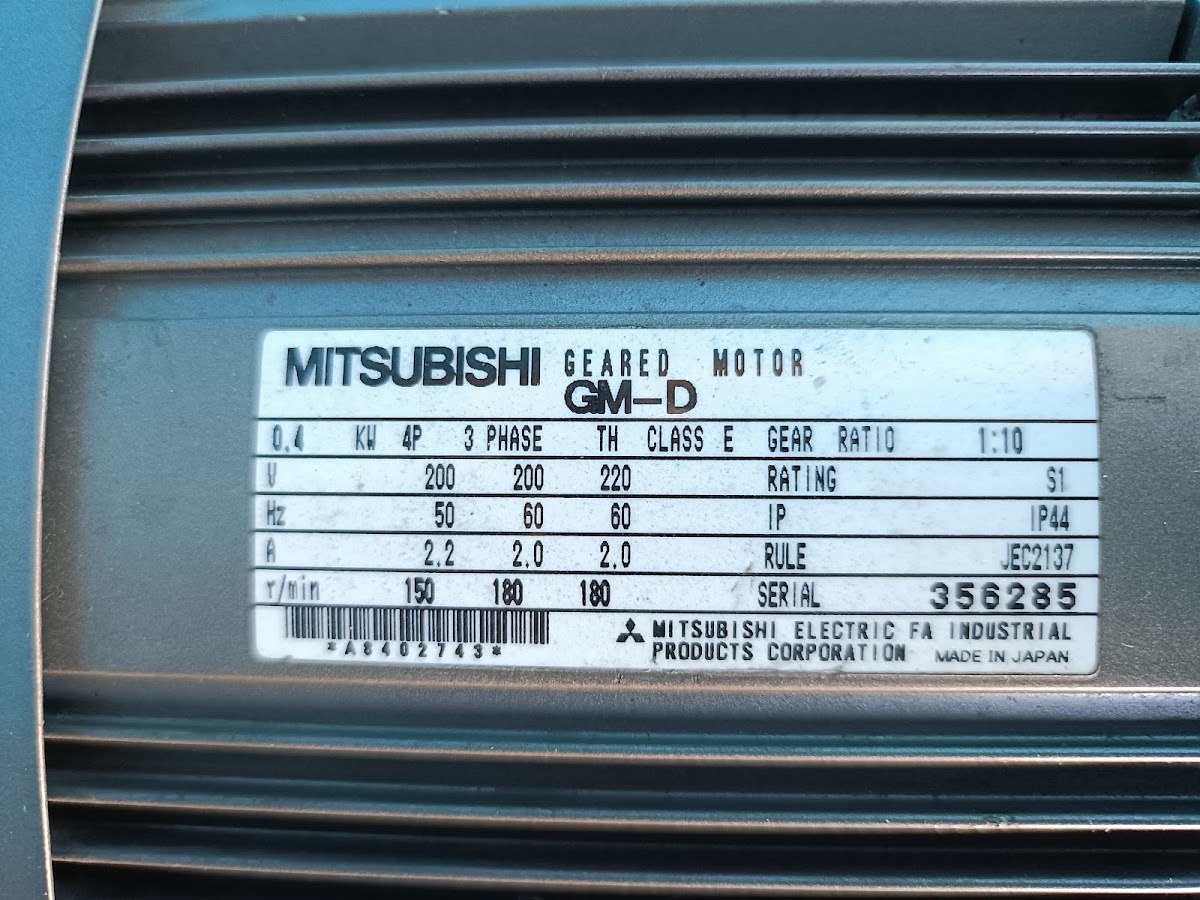 MITSUBISHI GEARED MOTOR
GM-D
0.4 KW 4P 3 PHASE TH CLASS E GEAR RATIO 1:10
V 200 200 220 RATING S1
Hz 50 60 60 IP IP44
A 2.2 2.0 2.0 RULE JEC2137
r/min 150 180 180 SERIAL 356285
*A8402743*
MITSUBISHI ELECTRIC FA INDUSTRIAL
PRODUCTS CORPORATION MADE IN JAPAN